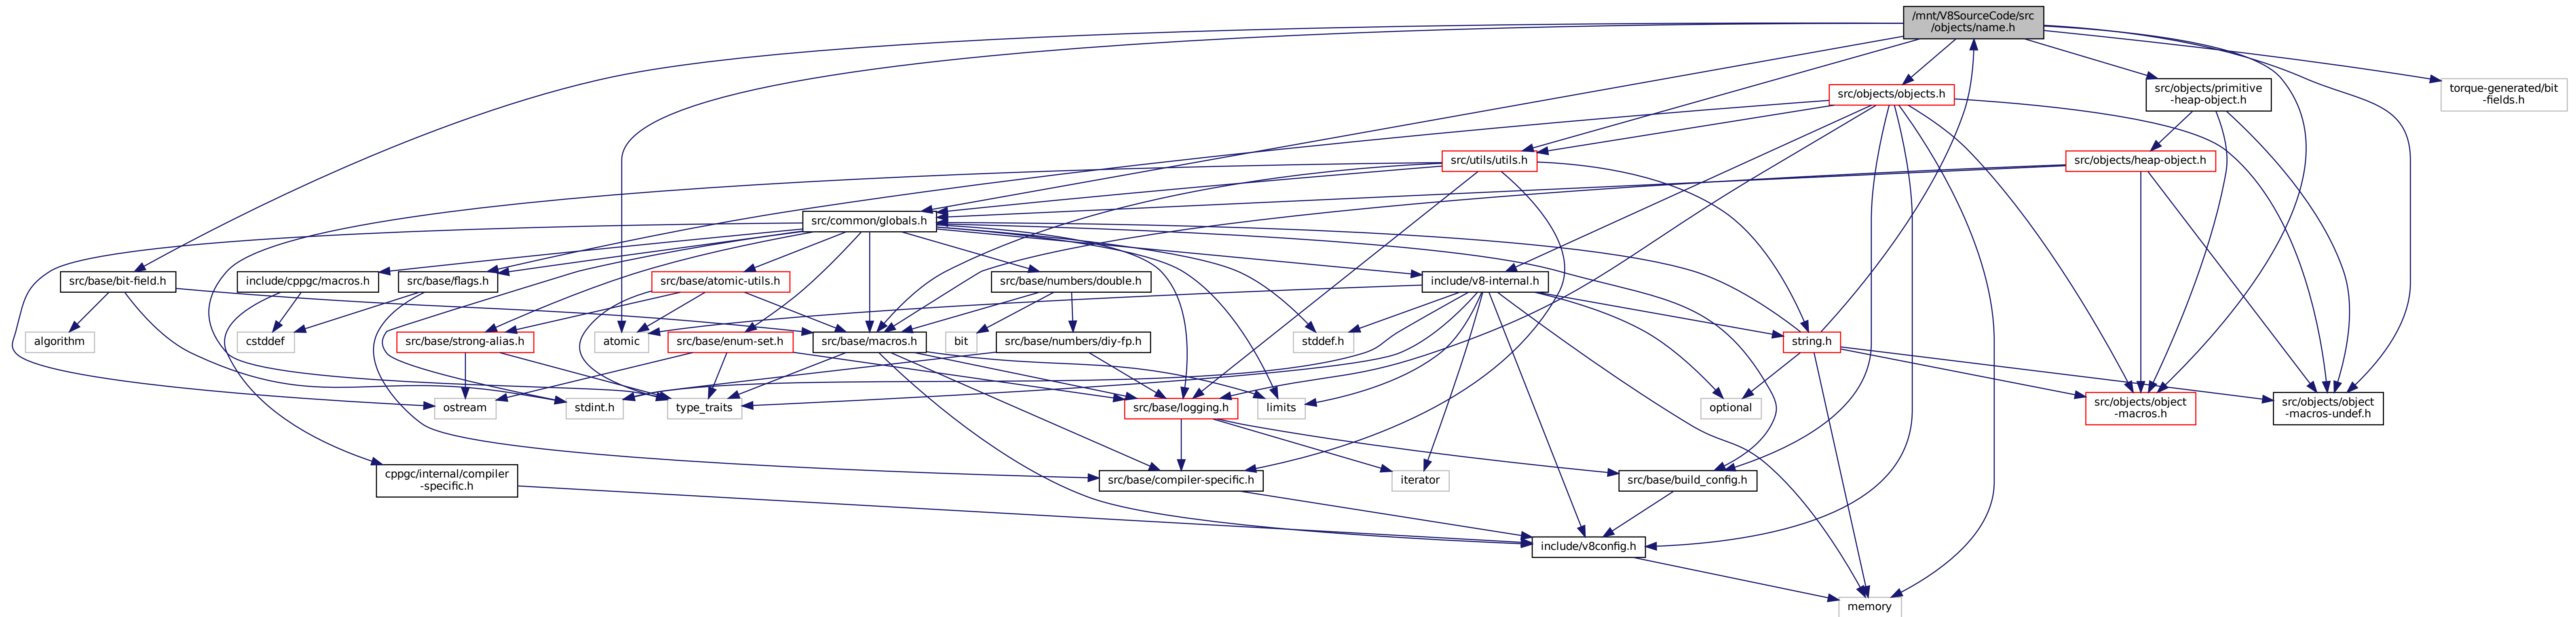 /mnt/V8SourceCode/src
/objects/name.h
src/objects/objects.h
src/objects/primitive
-heap-object.h
torque-generated/bit
-fields.h
src/utils/utils.h
src/objects/heap-object.h
src/common/globals.h
src/base/bit-field.h
include/cppgc/macros.h
src/base/flags.h
src/base/atomic-utils.h
src/base/numbers/double.h
include/v8-internal.h
algorithm
cstddef
src/base/strong-alias.h
atomic
src/base/enum-set.h
src/base/macros.h
bit
src/base/numbers/diy-fp.h
stddef.h
string.h
ostream
stdint.h
type_traits
src/base/logging.h
limits
optional
src/objects/object
-macros.h
src/objects/object
-macros-undef.h
cppgc/internal/compiler
-specific.h
src/base/compiler-specific.h
iterator
src/base/build_config.h
include/v8config.h
memory